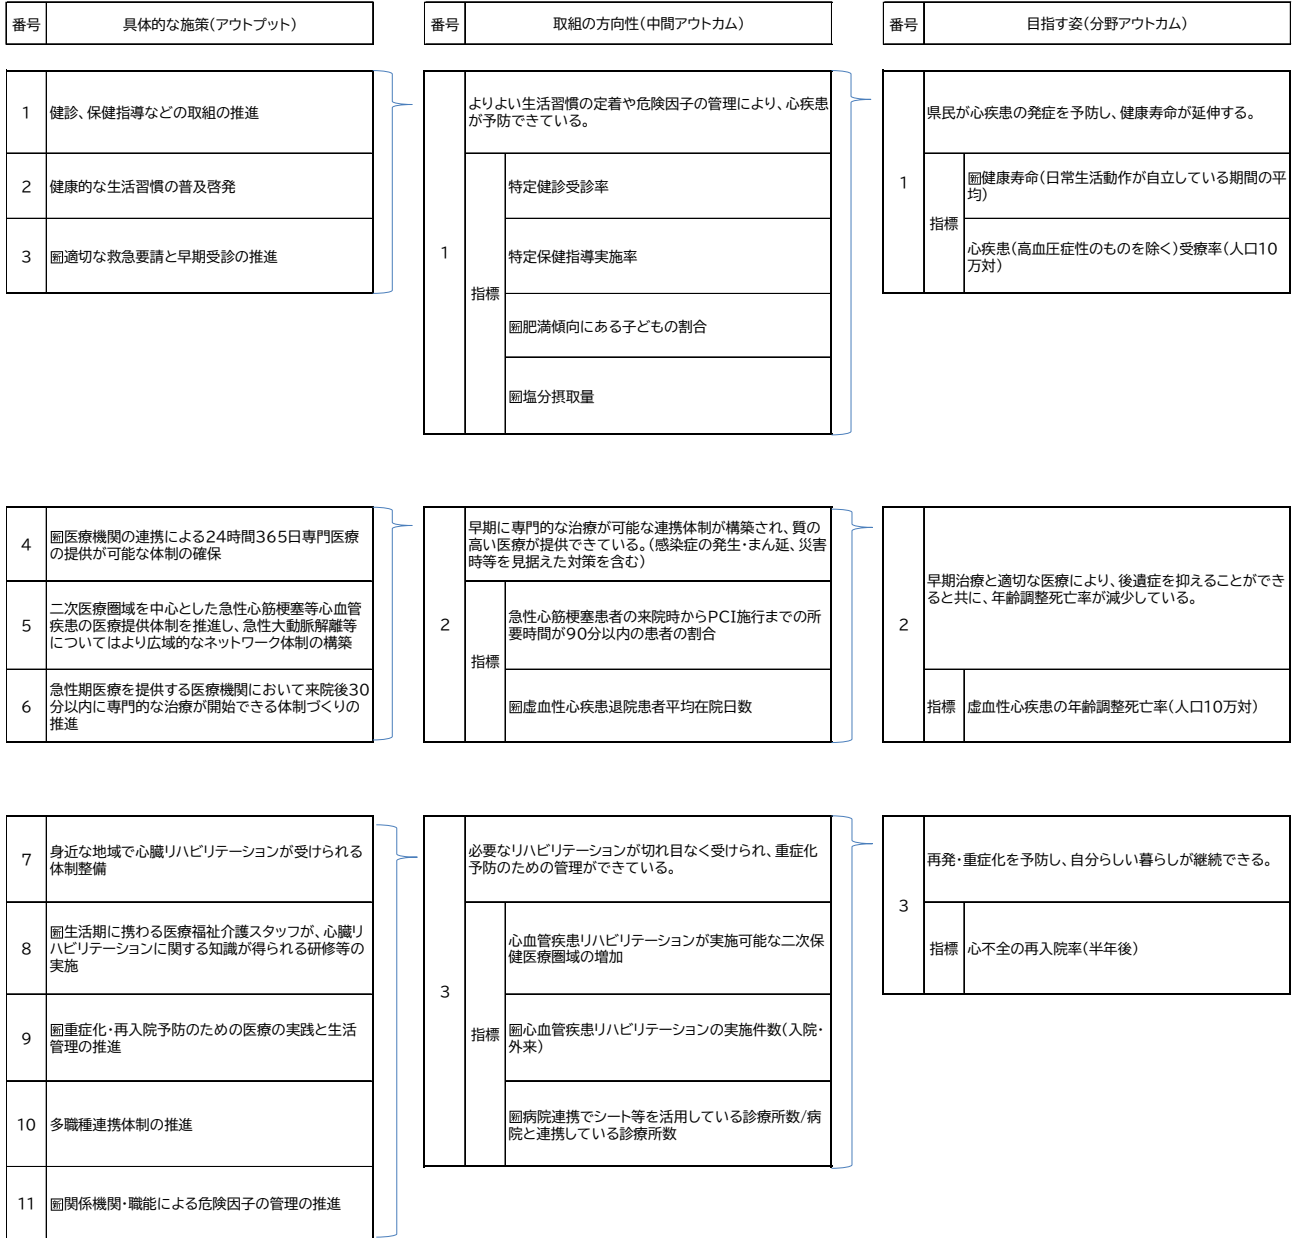 番号 具体的な施策(アウトプット) 番号 取組の方向性(中間アウトカム) 番号 目指す姿(分野アウトカム)
1 健診、保健指導などの取組の推進
2 健康的な生活習慣の普及啓発
3 🈟適切な救急要請と早期受診の推進
1
よりよい生活習慣の定着や危険因子の管理により、心疾患
が予防できている。
指標
特定健診受診率
特定保健指導実施率
🈟肥満傾向にある子どもの割合
🈟塩分摂取量
1
県民が心疾患の発症を予防し、健康寿命が延伸する。
指標
🈟健康寿命(日常生活動作が自立している期間の平
均)
心疾患(高血圧症性のものを除く)受療率(人口10
万対)
4 🈟医療機関の連携による24時間365日専門医療
の提供が可能な体制の確保
5 二次医療圏域を中心とした急性心筋梗塞等心血管
疾患の医療提供体制を推進し、急性大動脈解離等
についてはより広域的なネットワーク体制の構築
6 急性期医療を提供する医療機関において来院後30
分以内に専門的な治療が開始できる体制づくりの
推進
2
早期に専門的な治療が可能な連携体制が構築され、質の
高い医療が提供できている。(感染症の発生・まん延、災害
時等を見据えた対策を含む)
指標
急性心筋梗塞患者の来院時からPCI施行までの所
要時間が90分以内の患者の割合
🈟虚血性心疾患退院患者平均在院日数
2
早期治療と適切な医療により、後遺症を抑えることができ
ると共に、年齢調整死亡率が減少している。
指標 虚血性心疾患の年齢調整死亡率(人口10万対)
7 身近な地域で心臓リハビリテーションが受けられる
体制整備
8 🈟生活期に携わる医療福祉介護スタッフが、心臓リ
ハビリテーションに関する知識が得られる研修等の
実施
9 🈟重症化・再入院予防のための医療の実践と生活
管理の推進
10 多職種連携体制の推進
11 🈟関係機関・職能による危険因子の管理の推進
3
必要なリハビリテーションが切れ目なく受けられ、重症化
予防のための管理ができている。
指標
心血管疾患リハビリテーションが実施可能な二次保
健医療圏域の増加
🈟心血管疾患リハビリテーションの実施件数(入院・
外来)
🈟病院連携でシート等を活用している診療所数/病
院と連携している診療所数
3
再発・重症化を予防し、自分らしい暮らしが継続できる。
指標 心不全の再入院率(半年後)